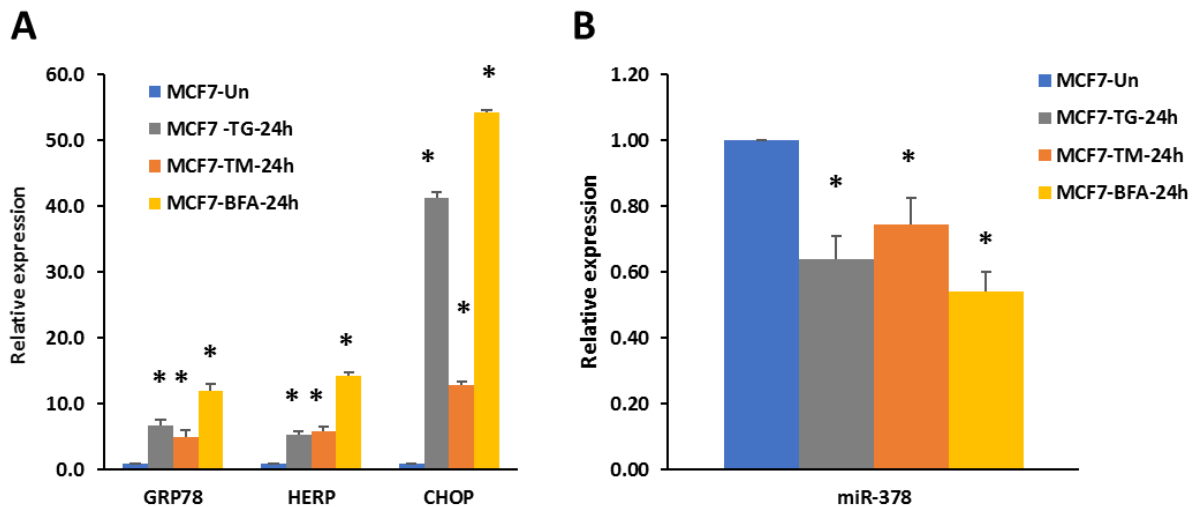 A
Relative expression
60.0
50.0
40.0
30.0
20.0
10.0
0.0
MCF7-Un
MCF7 -TG-24h
MCF7-TM-24h
MCF7-BFA-24h
* * *
* * *
* * *
GRP78 HERP CHOP
B
Relative expression
1.20
1.00
0.80
0.60
0.40
0.20
0.00
MCF7-Un
MCF7-TG-24h
MCF7-TM-24h
MCF7-BFA-24h
* * *
miR-378